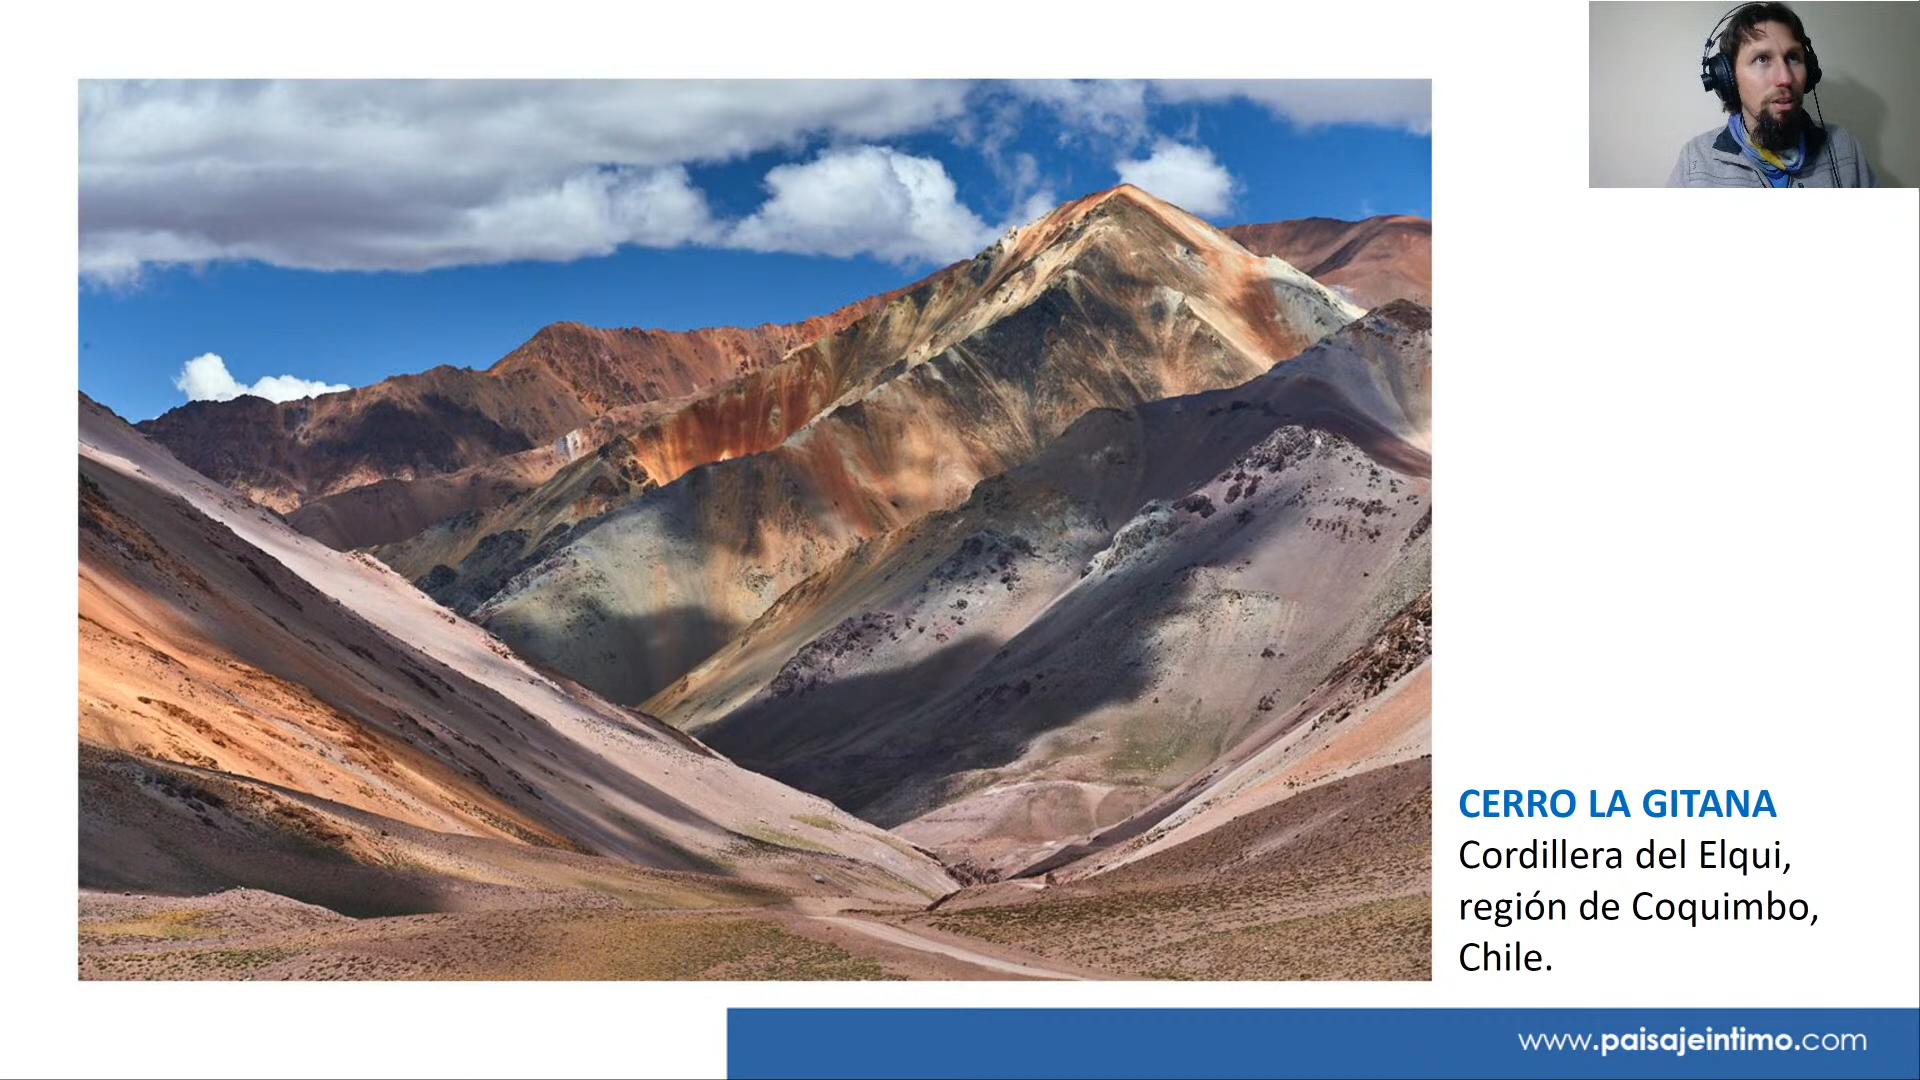 CERRO LA GITANA
Cordillera del Elqui,
región de Coquimbo,
Chile.
www.paisajeintimo.com